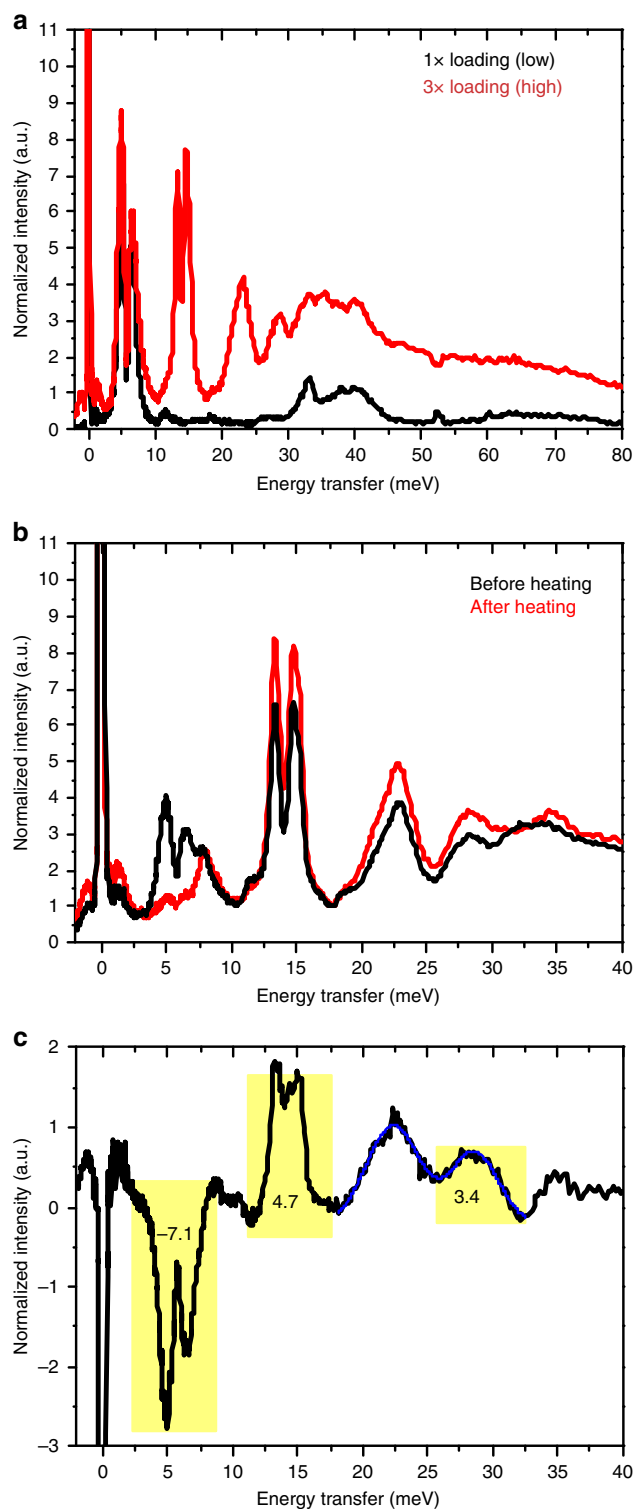 a
11
10
9
8
7
6
5
4
3
2
1
0
Normalized intensity (a.u.)
1× loading (low)
3× loading (high)
0 10 20 30 40 50 60 70 80
Energy transfer (meV)
b
11
10
9
8
7
6
5
4
3
2
1
0
Normalized intensity (a.u.)
Before heating
After heating
0 5 10 15 20 25 30 35 40
Energy transfer (meV)
c
2
1
0
–1
–2
–3
Normalized intensity (a.u.)
–7.1
4.7
3.4
0 5 10 15 20 25 30 35 40
Energy transfer (meV)